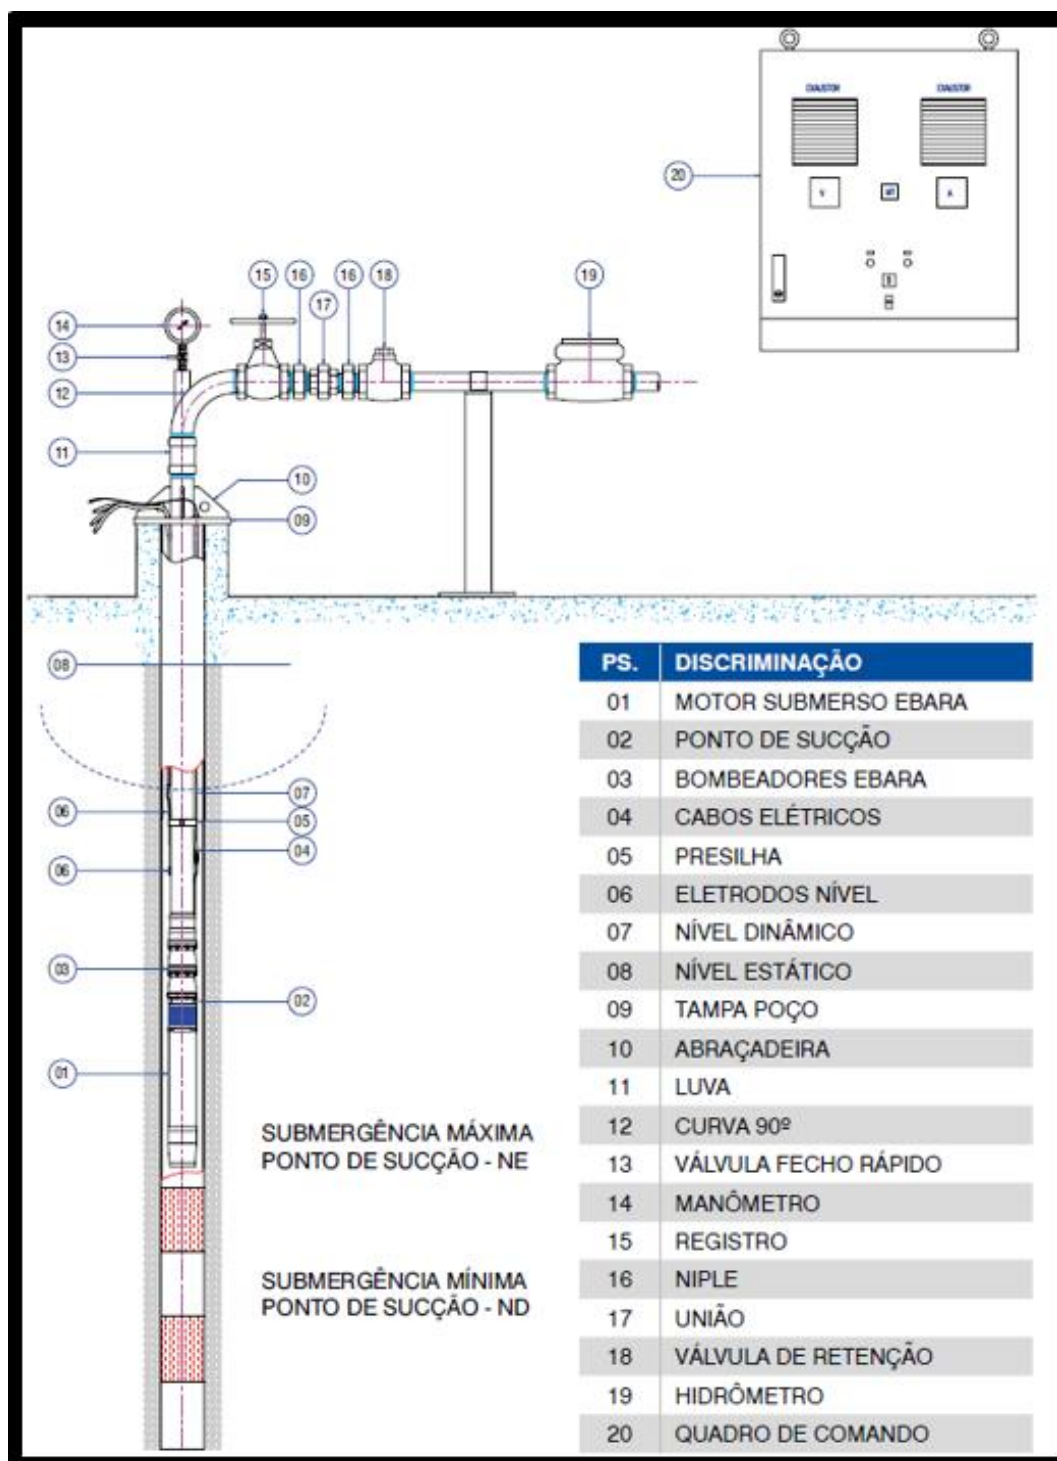 EXAUSTOR
EXAUSTOR
20
V
A
15
16
16
18
19
17
14
13
12
11
10
09
08
PS. DISCRIMINAÇÃO
01 MOTOR SUBMERSO EBARA
02 PONTO DE SUCÇÃO
03 BOMBEADORES EBARA
04 CABOS ELÉTRICOS
05 PRESILHA
06 ELETRODOS NÍVEL
07 NÍVEL DINÂMICO
08 NÍVEL ESTÁTICO
09 TAMPA POÇO
10 ABRAÇADEIRA
11 LUVA
12 CURVA 90º
13 VÁLVULA FECHO RÁPIDO
14 MANÔMETRO
15 REGISTRO
16 NIPLE
17 UNIÃO
18 VÁLVULA DE RETENÇÃO
19 HIDRÔMETRO
20 QUADRO DE COMANDO
07
06
05
04
06
03
02
01
SUBMERGÊNCIA MÁXIMA
PONTO DE SUCÇÃO - NE
SUBMERGÊNCIA MÍNIMA
PONTO DE SUCÇÃO - ND